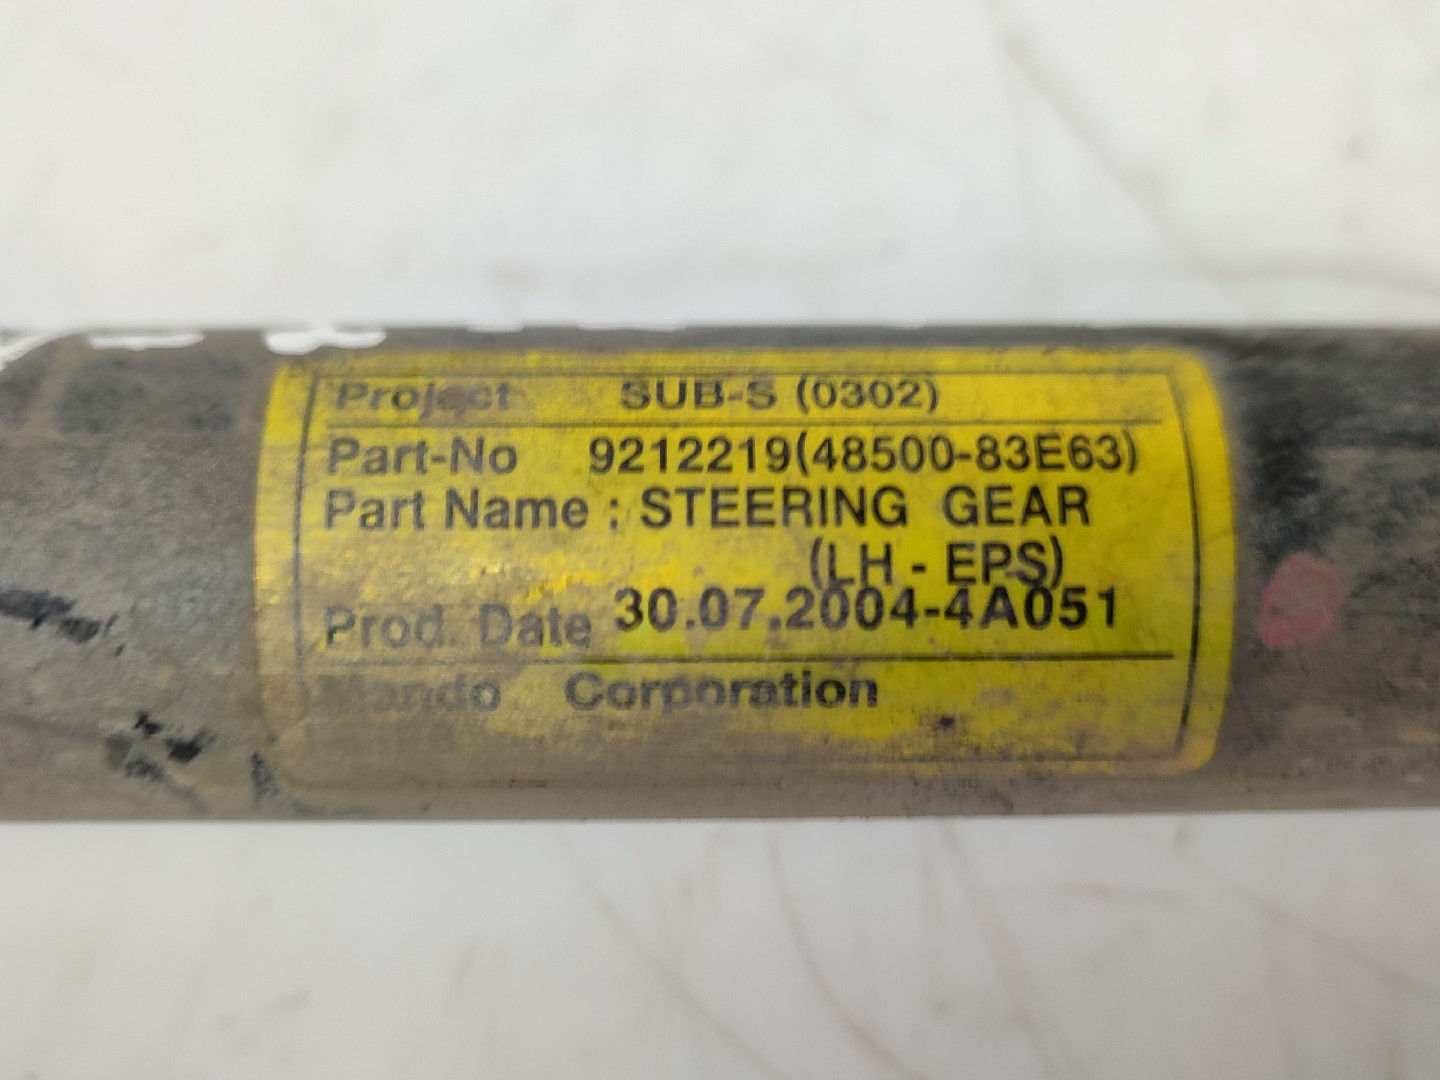 Project SUB-S (0302)
Part-No 9212219(48500-83E63)
Part Name : STEERING GEAR
(LH - EPS)
Prod. Date 30.07.2004-4A051
Mando Corporation